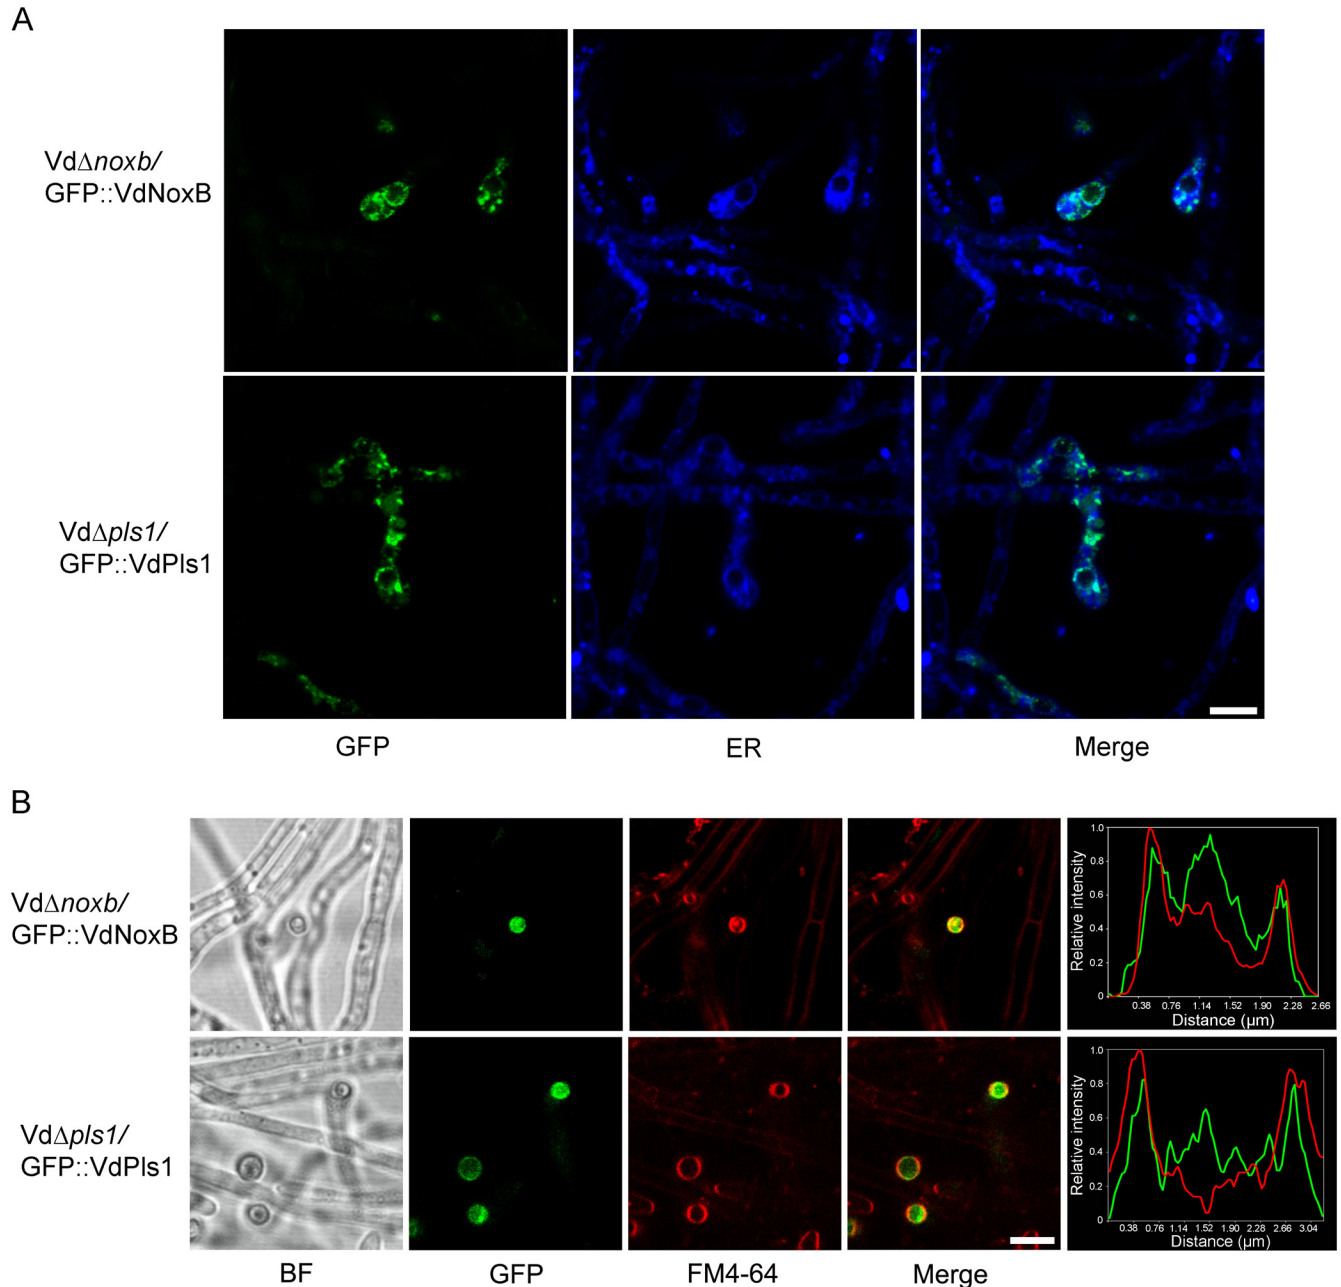 A
VdΔnoxb/
GFP::VdNoxB
VdΔpls1/
GFP::VdPls1
GFP ER Merge
B
VdΔnoxb/
GFP::VdNoxB
1.0
0.8
0.6
0.4
0.2
0
Relative intensity
0.38 0.76 1.14 1.52 1.90 2.28 2.66
Distance (µm)
VdΔpls1/
GFP::VdPls1
1.0
0.8
0.6
0.4
0.2
0
Relative intensity
0.38 0.76 1.14 1.52 1.90 2.28 2.66 3.04
Distance (µm)
BF GFP FM4-64 Merge